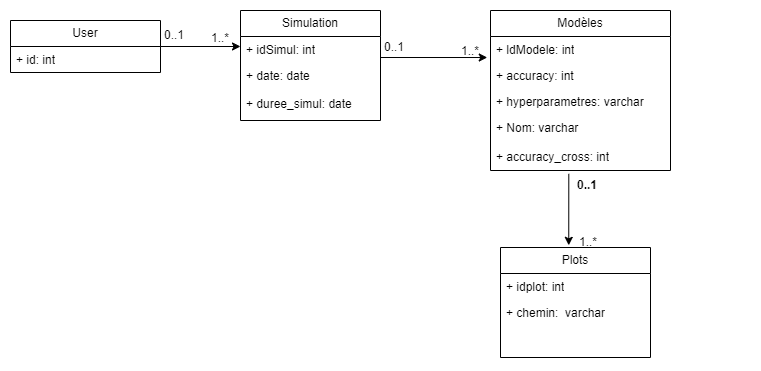 User
+ id: int
0..1
1..*
Simulation
+ idSimul: int
+ date: date
+ duree_simul: date
0..1
1..*
Modèles
+ IdModele: int
+ accuracy: int
+ hyperparametres: varchar
+ Nom: varchar
+ accuracy_cross: int
0..1
1..*
Plots
+ idplot: int
+ chemin: varchar